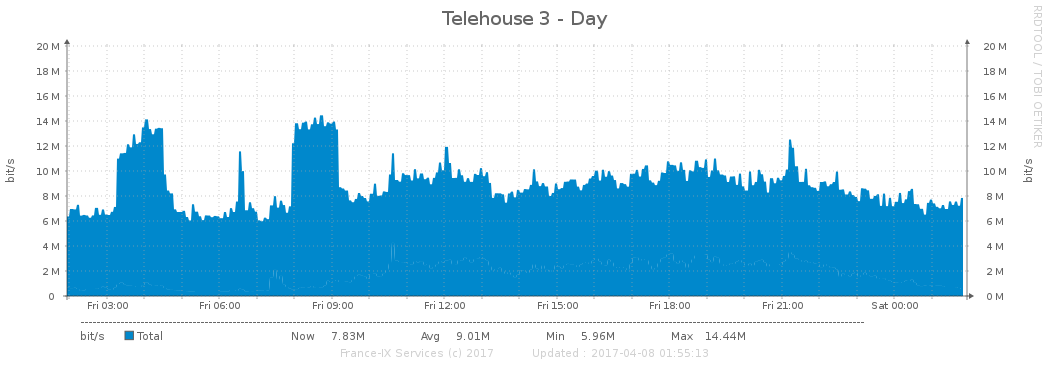 Telehouse 3 - Day
RRDTOOL / TOBI OETIKER
bit/s
20 M
18 M
16 M
14 M
12 M
10 M
8 M
6 M
4 M
2 M
0
20 M
18 M
16 M
14 M
12 M
10 M
8 M
6 M
4 M
2 M
0 M
bit/s
Fri 03:00 Fri 06:00 Fri 09:00 Fri 12:00 Fri 15:00 Fri 18:00 Fri 21:00 Sat 00:00
bit/s Total Now 7.83M Avg 9.01M Min 5.96M Max 14.44M
France-IX Services (c) 2017 Updated : 2017-04-08 01:55:13